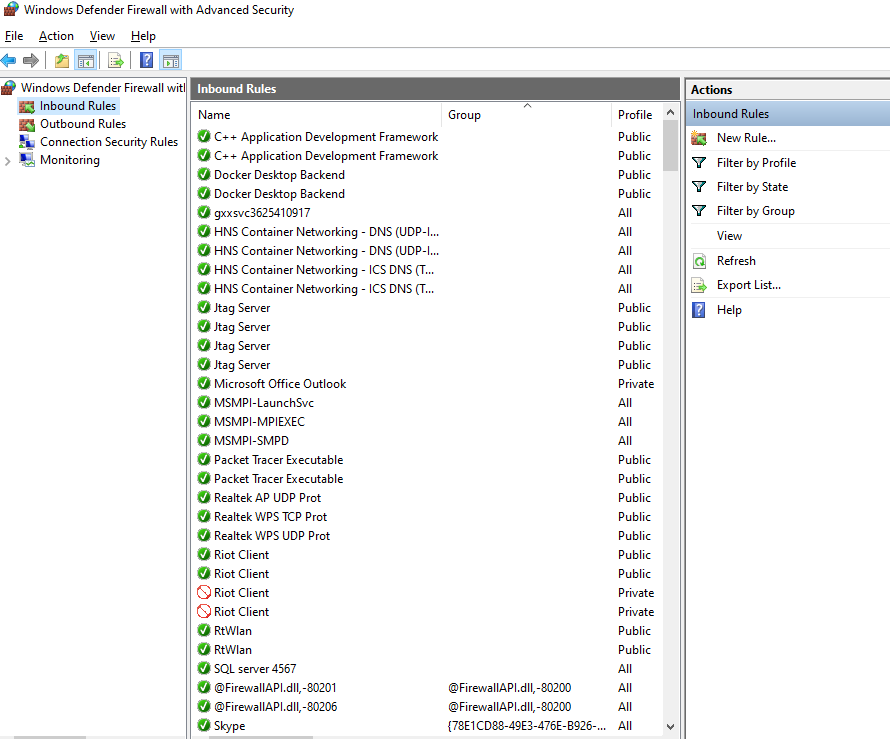 Windows Defender Firewall with Advanced Security
File Action View Help
Windows Defender Firewall with
Inbound Rules
Outbound Rules
Connection Security Rules
Monitoring
Inbound Rules
Name Group Profile
C++ Application Development Framework Public
C++ Application Development Framework Public
Docker Desktop Backend Public
Docker Desktop Backend Public
gxxsvc3625410917 All
HNS Container Networking - DNS (UDP-I... All
HNS Container Networking - DNS (UDP-I... All
HNS Container Networking - ICS DNS (T... All
HNS Container Networking - ICS DNS (T... All
Jtag Server Public
Jtag Server Public
Jtag Server Public
Jtag Server Public
Microsoft Office Outlook Private
MSMPI-LaunchSvc All
MSMPI-MPIEXEC All
MSMPI-SMPD All
Packet Tracer Executable Public
Packet Tracer Executable Public
Realtek AP UDP Prot Public
Realtek WPS TCP Prot Public
Realtek WPS UDP Prot Public
Riot Client Public
Riot Client Public
Riot Client Private
Riot Client Private
RtWlan Public
RtWlan Public
SQL server 4567 All
@FirewallAPI.dll,-80201 @FirewallAPI.dll,-80200 All
@FirewallAPI.dll,-80206 @FirewallAPI.dll,-80200 All
Skype {78E1CD88-49E3-476E-B926-... All
Actions
Inbound Rules
New Rule...
Filter by Profile
Filter by State
Filter by Group
View
Refresh
Export List...
Help